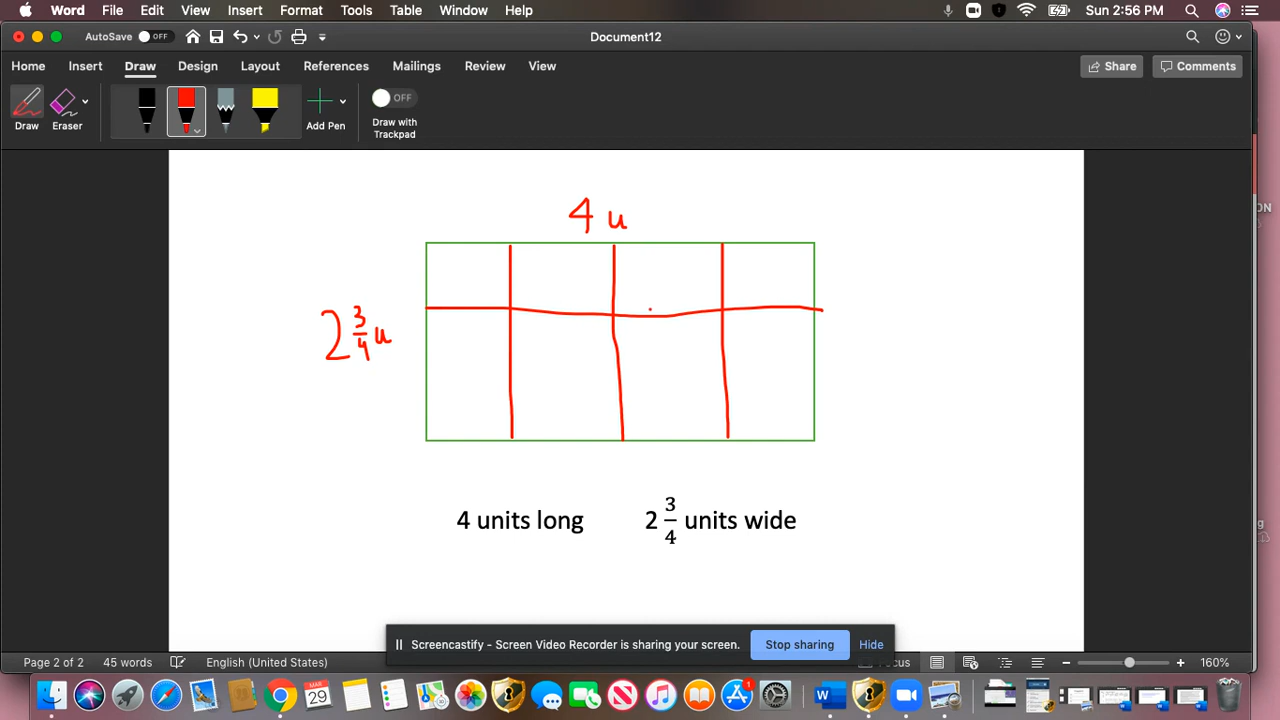 Word File Edit View Insert Format Tools Table Window Help Sun 2:56 PM
AutoSave OFF Document12
Home Insert Draw Design Layout References Mailings Review View Share Comments
Draw Eraser Add Pen OFF Draw with Trackpad
4 u
2 3/4 u
4 units long 2 3/4 units wide
Screencastify - Screen Video Recorder is sharing your screen. Stop sharing Hide
Page 2 of 2 45 words English (United States) 160%
MAR 29